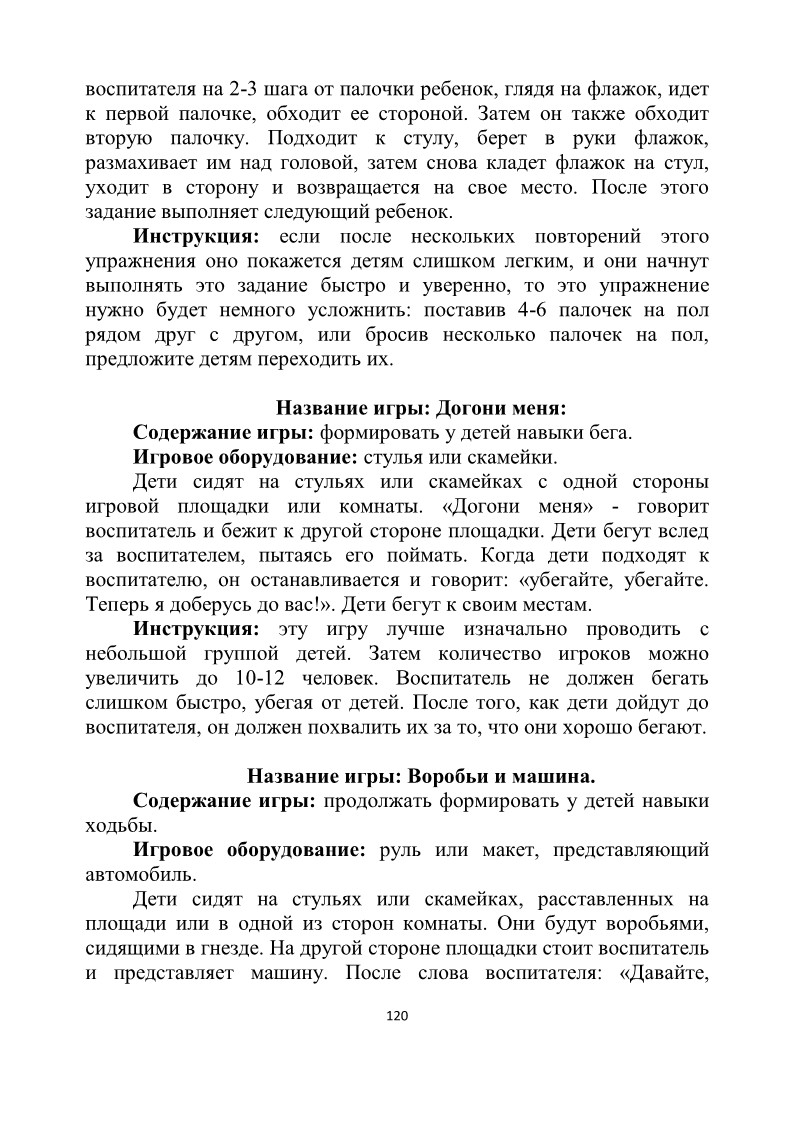 воспитателя на 2-3 шага от палочки ребенок, глядя на флажок, идет
к первой палочке, обходит ее стороной. Затем он также обходит
вторую палочку. Подходит к стулу, берет в руки флажок,
размахивает им над головой, затем снова кладет флажок на стул,
уходит в сторону и возвращается на свое место. После этого
задание выполняет следующий ребенок.
Инструкция: если после нескольких повторений этого
упражнения оно покажется детям слишком легким, и они начнут
выполнять это задание быстро и уверенно, то это упражнение
нужно будет немного усложнить: поставив 4-6 палочек на пол
рядом друг с другом, или бросив несколько палочек на пол,
предложите детям переходить их.
Название игры: Догони меня:
Содержание игры: формировать у детей навыки бега.
Игровое оборудование: стулья или скамейки.
Дети сидят на стульях или скамейках с одной стороны
игровой площадки или комнаты. «Догони меня» - говорит
воспитатель и бежит к другой стороне площадки. Дети бегут вслед
за воспитателем, пытаясь его поймать. Когда дети подходят к
воспитателю, он останавливается и говорит: «убегайте, убегайте.
Теперь я доберусь до вас!». Дети бегут к своим местам.
Инструкция: эту игру лучше изначально проводить с
небольшой группой детей. Затем количество игроков можно
увеличить до 10-12 человек. Воспитатель не должен бегать
слишком быстро, убегая от детей. После того, как дети дойдут до
воспитателя, он должен похвалить их за то, что они хорошо бегают.
Название игры: Воробьи и машина.
Содержание игры: продолжать формировать у детей навыки
ходьбы.
Игровое оборудование: руль или макет, представляющий
автомобиль.
Дети сидят на стульях или скамейках, расставленных на
площади или в одной из сторон комнаты. Они будут воробьями,
сидящими в гнезде. На другой стороне площадки стоит воспитатель
и представляет машину. После слова воспитателя: «Давайте,
120